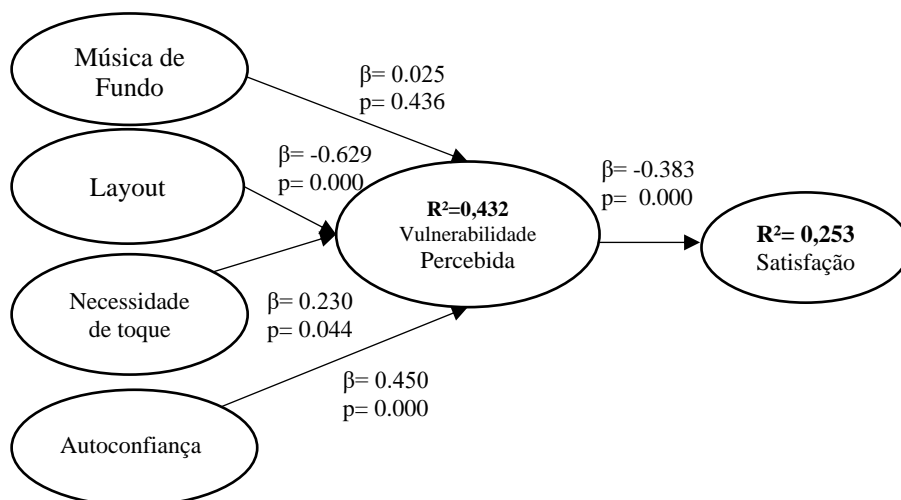 Música de
Fundo
β= 0.025
p= 0.436
Layout
β= -0.629
p= 0.000
R²=0,432
Vulnerabilidade
Percebida
β= -0.383
p= 0.000
R²= 0,253
Satisfação
Necessidade
de toque
β= 0.230
p= 0.044
Autoconfiança
β= 0.450
p= 0.000